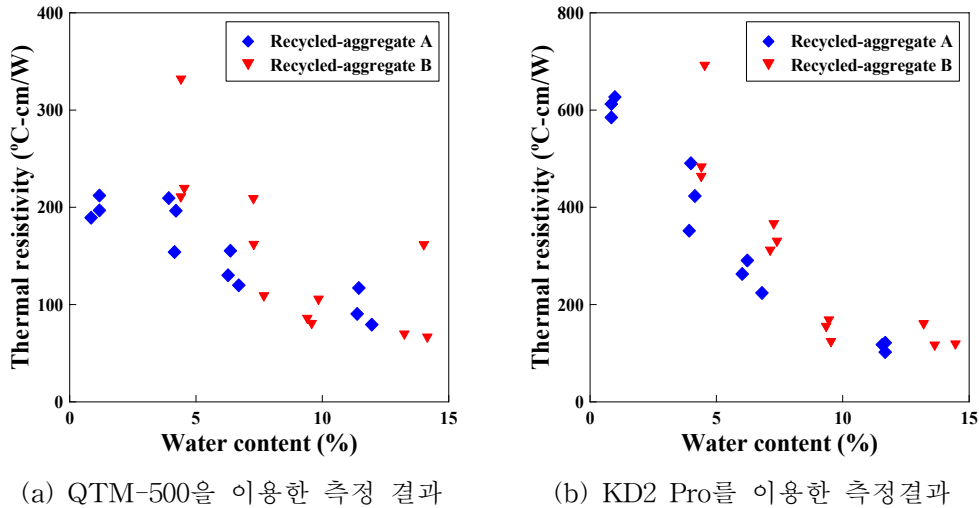 400
300
200
100
0
Thermal resistivity (ºC-cm/W)
Recycled-aggregate A
Recycled-aggregate B
0 5 10 15
Water content (%)
(a) QTM-500을 이용한 측정 결과
800
600
400
200
0
Thermal resistivity (ºC-cm/W)
Recycled-aggregate A
Recycled-aggregate B
0 5 10 15
Water content (%)
(b) KD2 Pro를 이용한 측정결과